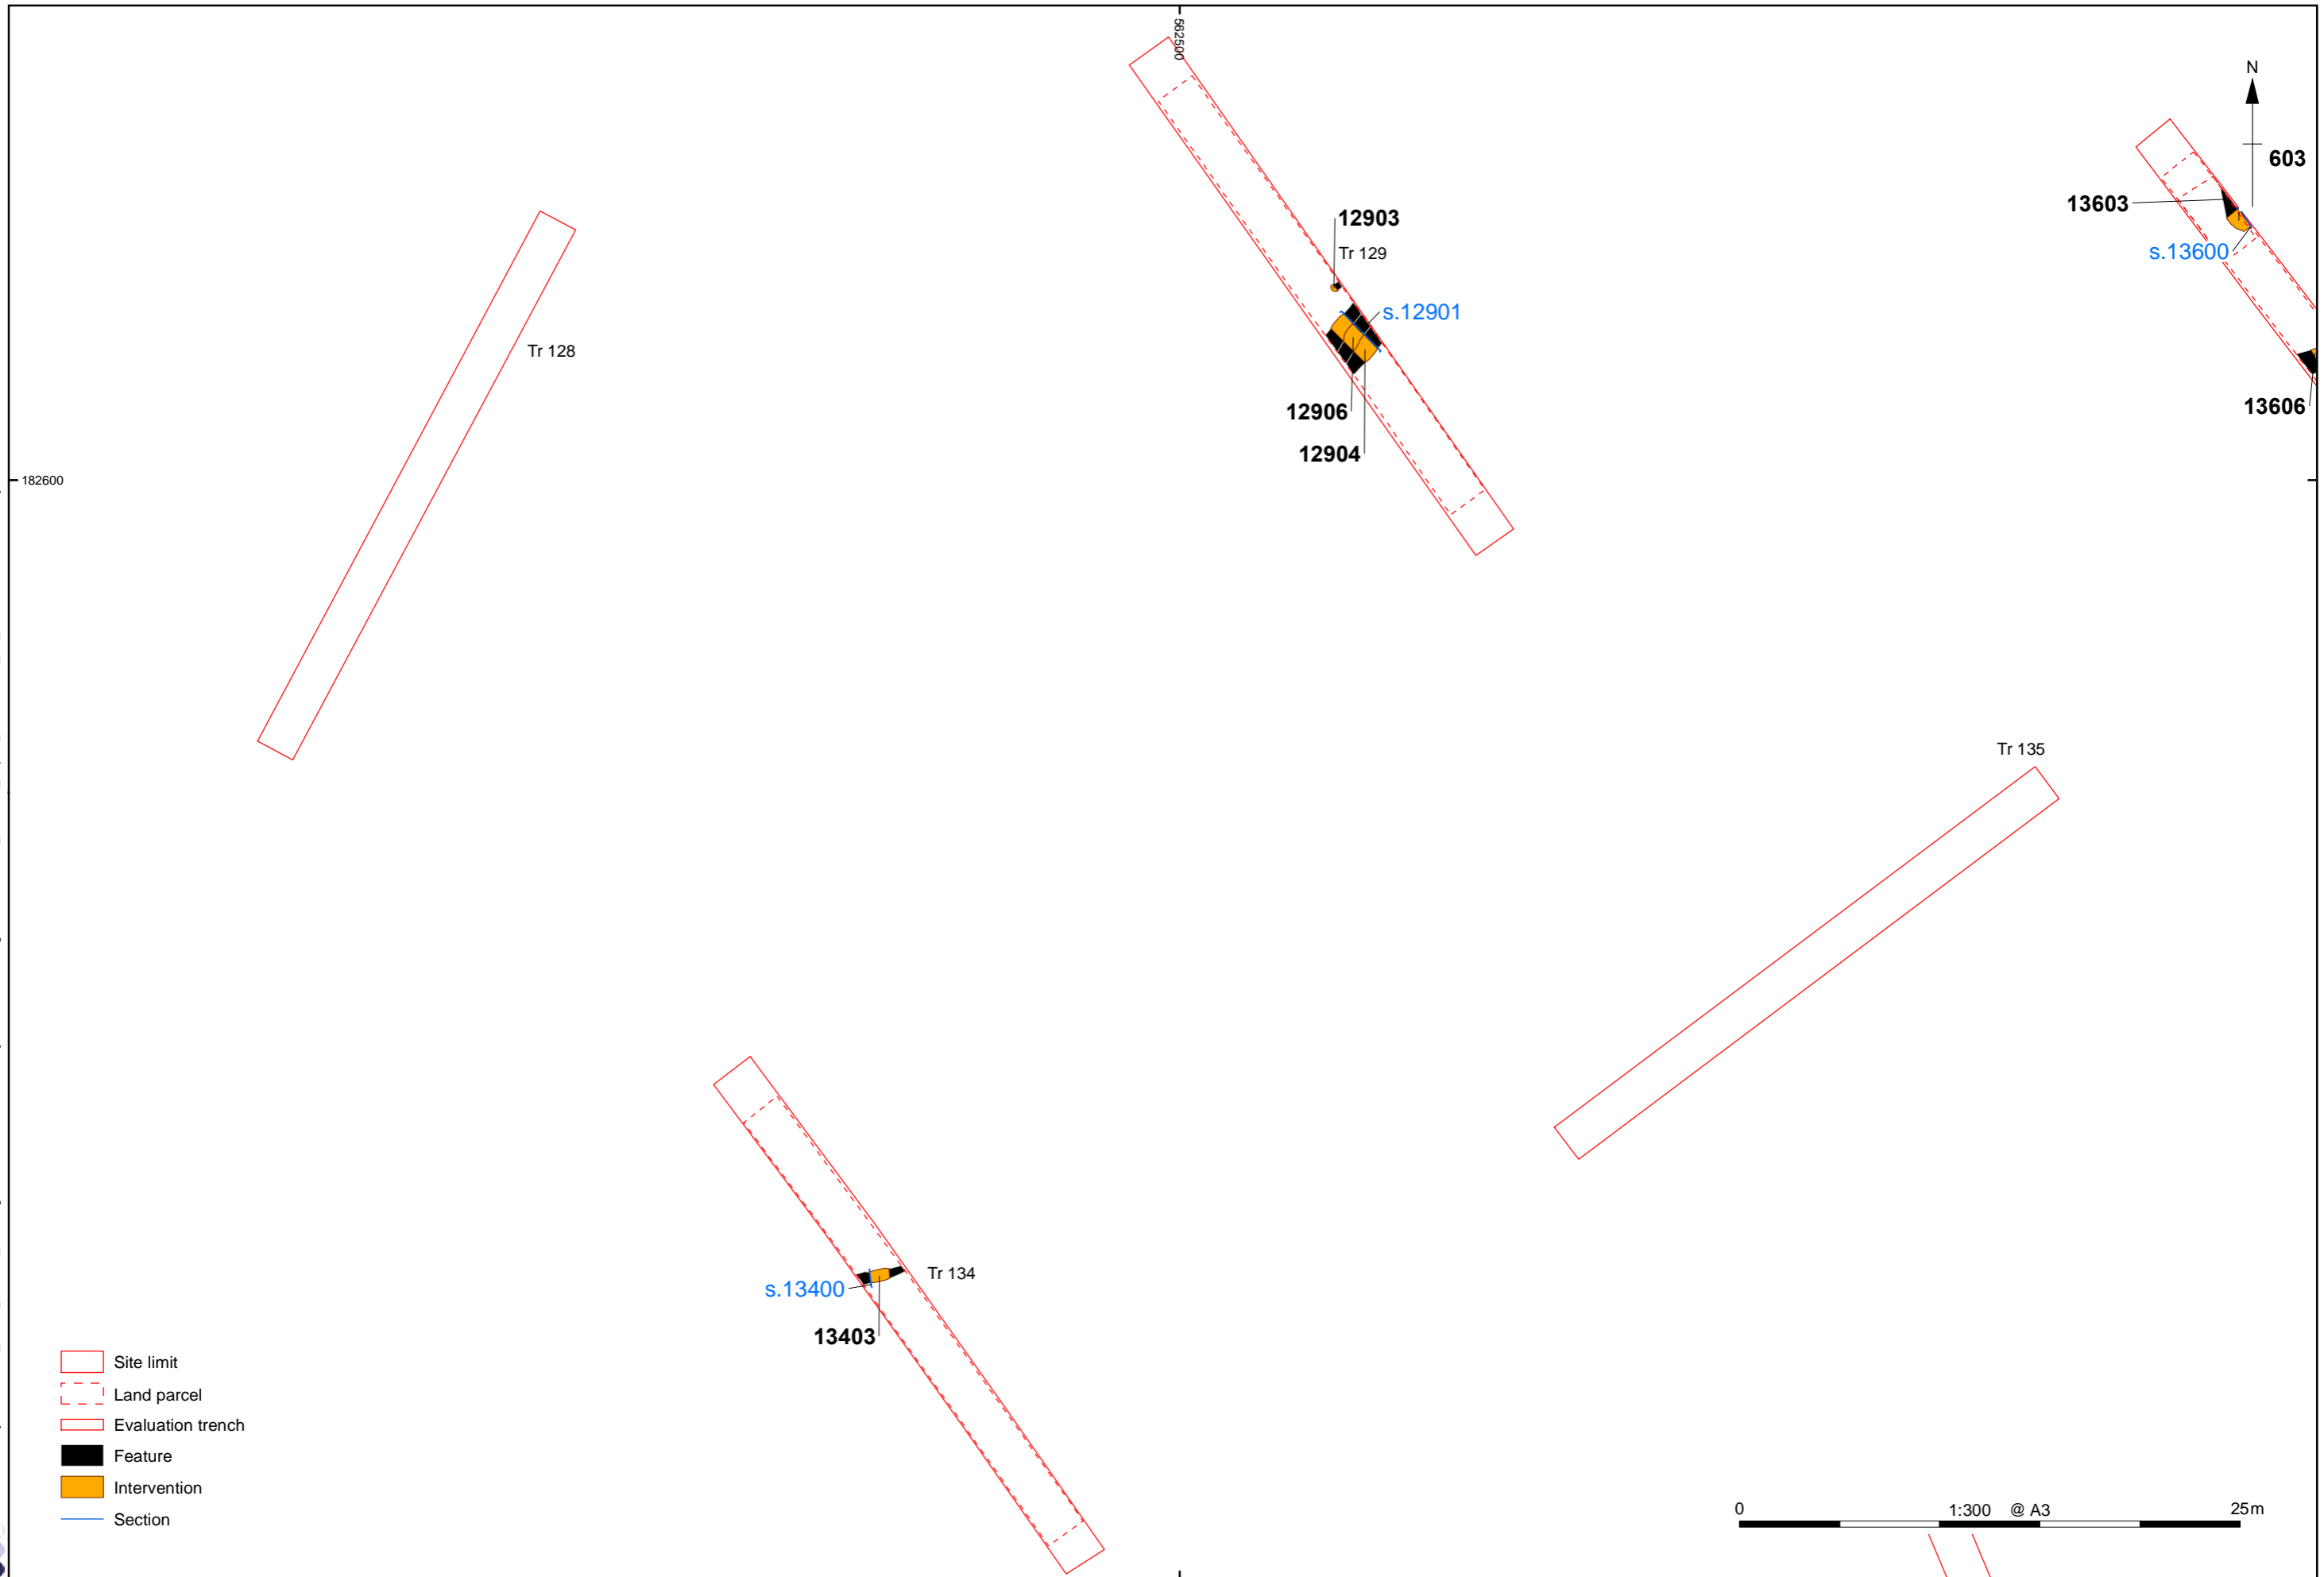 562500
N
603
13603
12903
Tr 129
s.13600
s.12901
Tr 128
13606
12906
12904
182600
Tr 135
Tr 134
s.13400
13403
Site limit
Land parcel
Evaluation trench
Feature
Intervention
Section
0 1:300 @ A3 25m